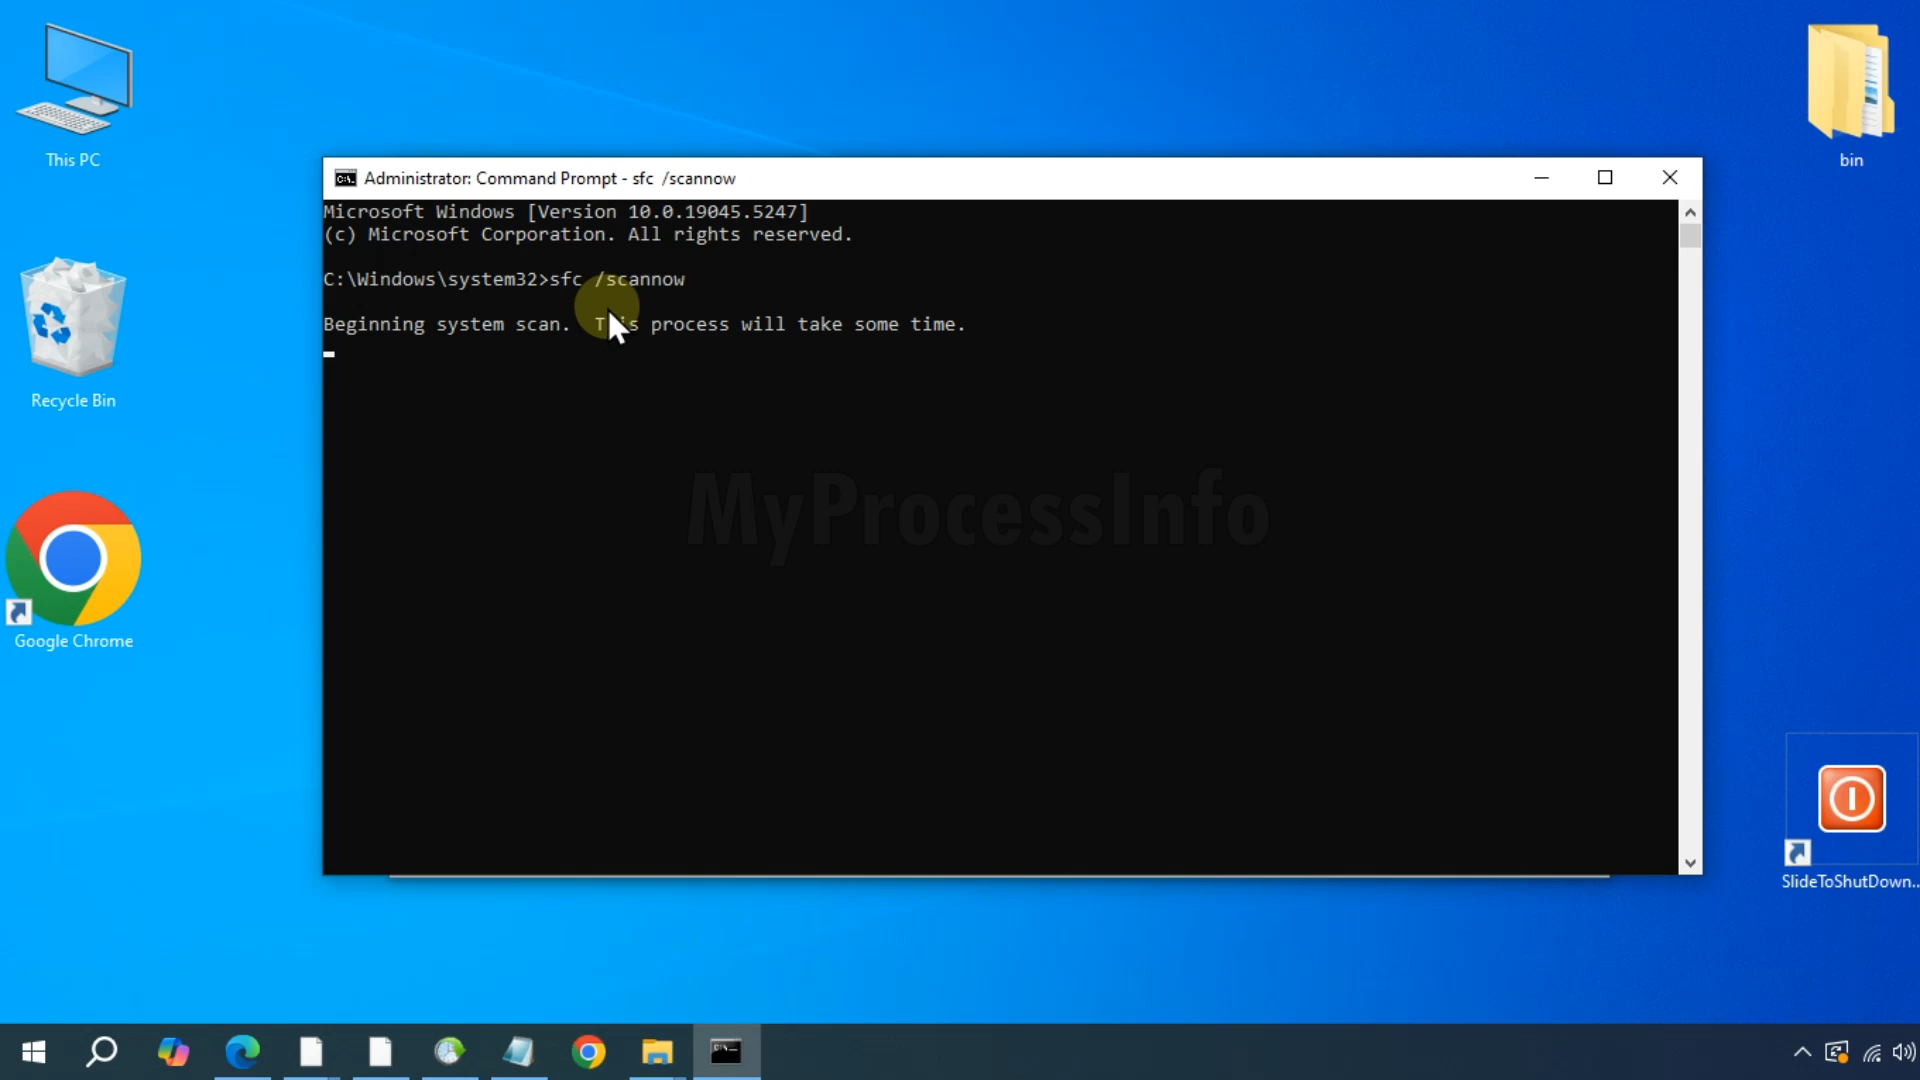 This PC
bin
Administrator: Command Prompt - sfc  /scannow
Microsoft Windows [Version 10.0.19045.5247]
(c) Microsoft Corporation. All rights reserved.
C:\Windows\system32>sfc /scannow
Beginning system scan.  This process will take some time.
Recycle Bin
MyProcessInfo
Google Chrome
SlideToShutDown...